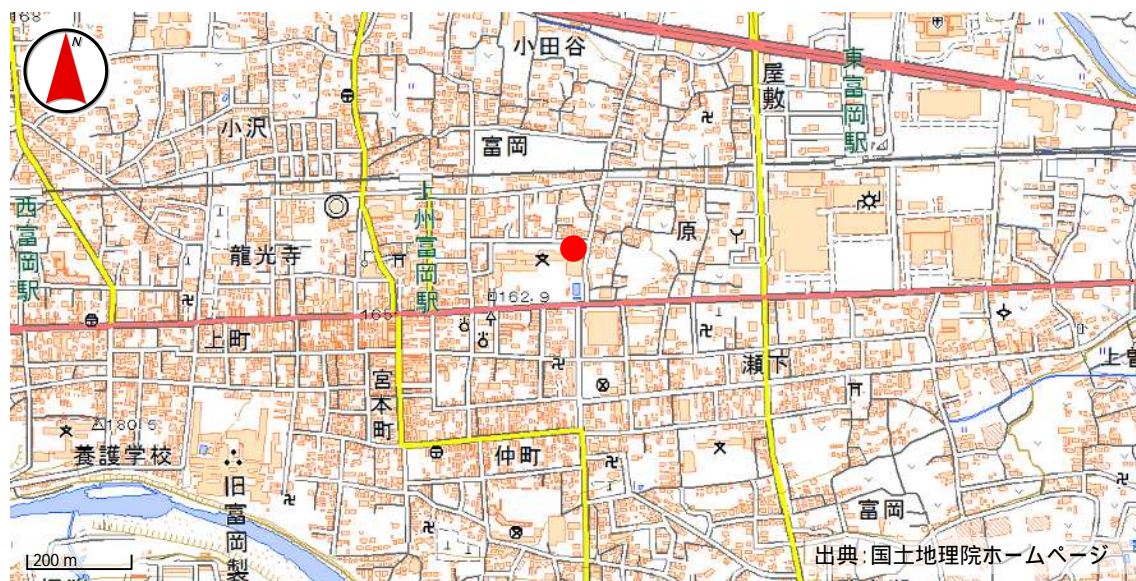 168
N
小田谷
小沢
富岡
屋敷
東富岡駅
西富岡駅
龍光寺
上州富岡駅
原
162.9
165
上町
宮本町
瀬下
180.5
養護学校
仲町
旧富岡製
富岡
200 m
出典:国土地理院ホームページ